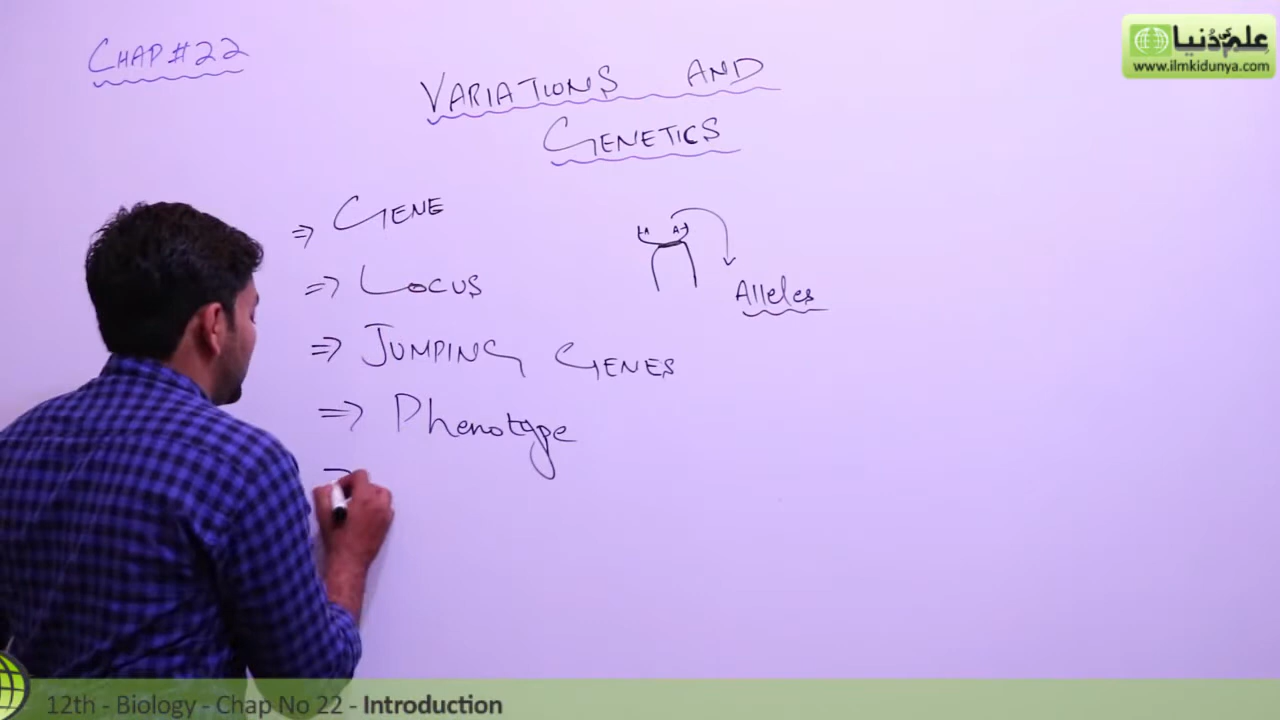 CHAP # 22
علم کی دنیا
www.ilmkidunya.com
VARIATIONS AND
GENETICS
⇒ GENE
A A
⇒ LOCUS
Alleles
⇒ JUMPING GENES
⇒ Phenotype
12th - Biology - Chap No 22 - Introduction